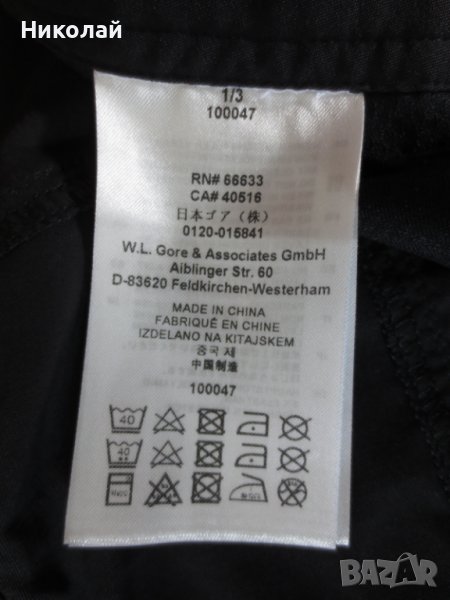 Николай
1/3
100047
RN# 66633
CA# 40516
日本ゴア（株）
0120-015841
W.L. Gore & Associates GmbH
Aiblinger Str. 60
D-83620 Feldkirchen-Westerham
MADE IN CHINA
FABRIQUÉ EN CHINE
IZDELANO NA KITAJSKEM
중국 제
中国制造
100047
40
40
BAZAR